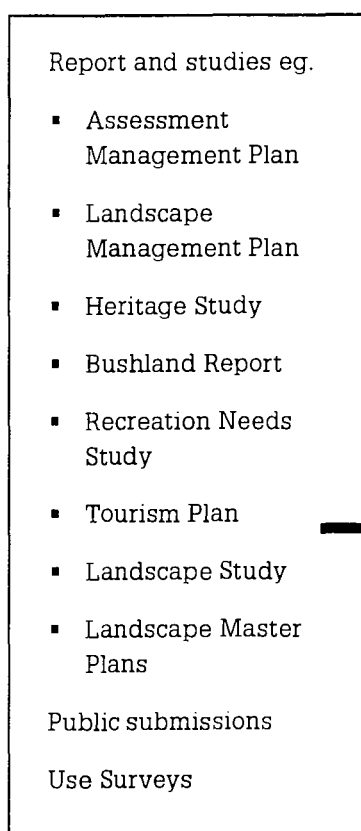 Report and studies eg.
▪ Assessment
Management Plan
▪ Landscape
Management Plan
▪ Heritage Study
▪ Bushland Report
▪ Recreation Needs
Study
▪ Tourism Plan
▪ Landscape Study
▪ Landscape Master
Plans
Public submissions
Use Surveys